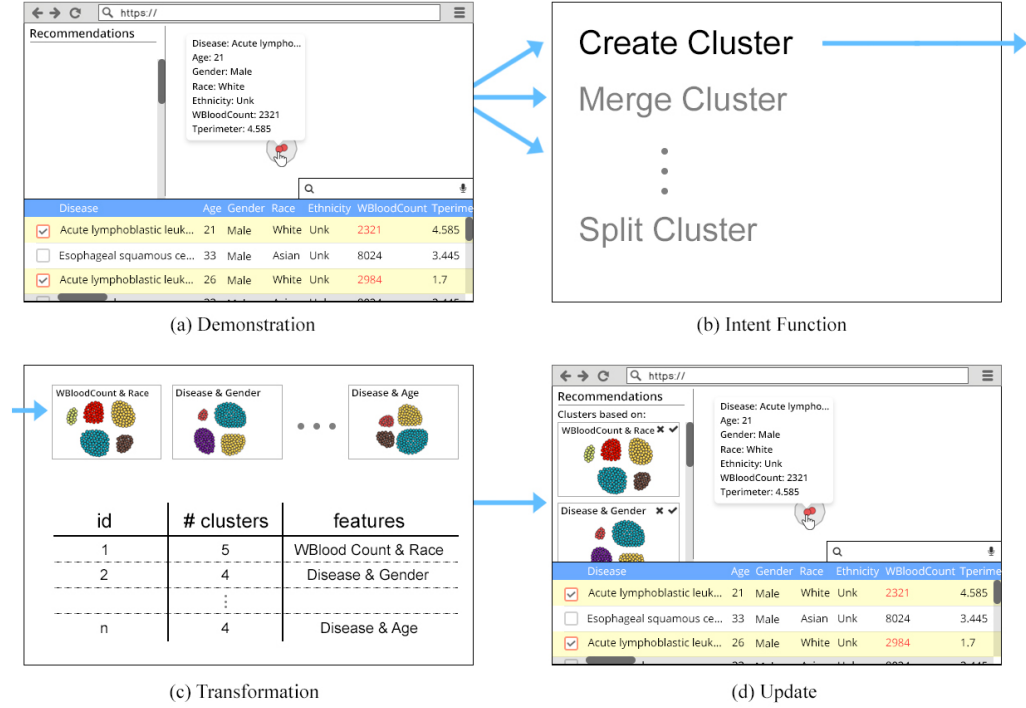 https://
Recommendations
Disease: Acute lympho...
Age: 21
Gender: Male
Race: White
Ethnicity: Unk
WBloodCount: 2321
Tperimeter: 4.585
Disease Age Gender Race Ethnicity WBloodCount Tperime
Acute lymphoblastic leuk... 21 Male White Unk 2321 4.585
Esophageal squamous ce... 33 Male Asian Unk 8024 3.445
Acute lymphoblastic leuk... 26 Male White Unk 2984 1.7
(a) Demonstration
Create Cluster
Merge Cluster
Split Cluster
(b) Intent Function
WBloodCount & Race
Disease & Gender
Disease & Age
id # clusters features
1 5 WBlood Count & Race
2 4 Disease & Gender
n 4 Disease & Age
(c) Transformation
https://
Recommendations
Clusters based on:
WBloodCount & Race
Disease & Gender
Disease: Acute lympho...
Age: 21
Gender: Male
Race: White
Ethnicity: Unk
WBloodCount: 2321
Tperimeter: 4.585
Disease Age Gender Race Ethnicity WBloodCount Tperime
Acute lymphoblastic leuk... 21 Male White Unk 2321 4.585
Esophageal squamous ce... 33 Male Asian Unk 8024 3.445
Acute lymphoblastic leuk... 26 Male White Unk 2984 1.7
(d) Update